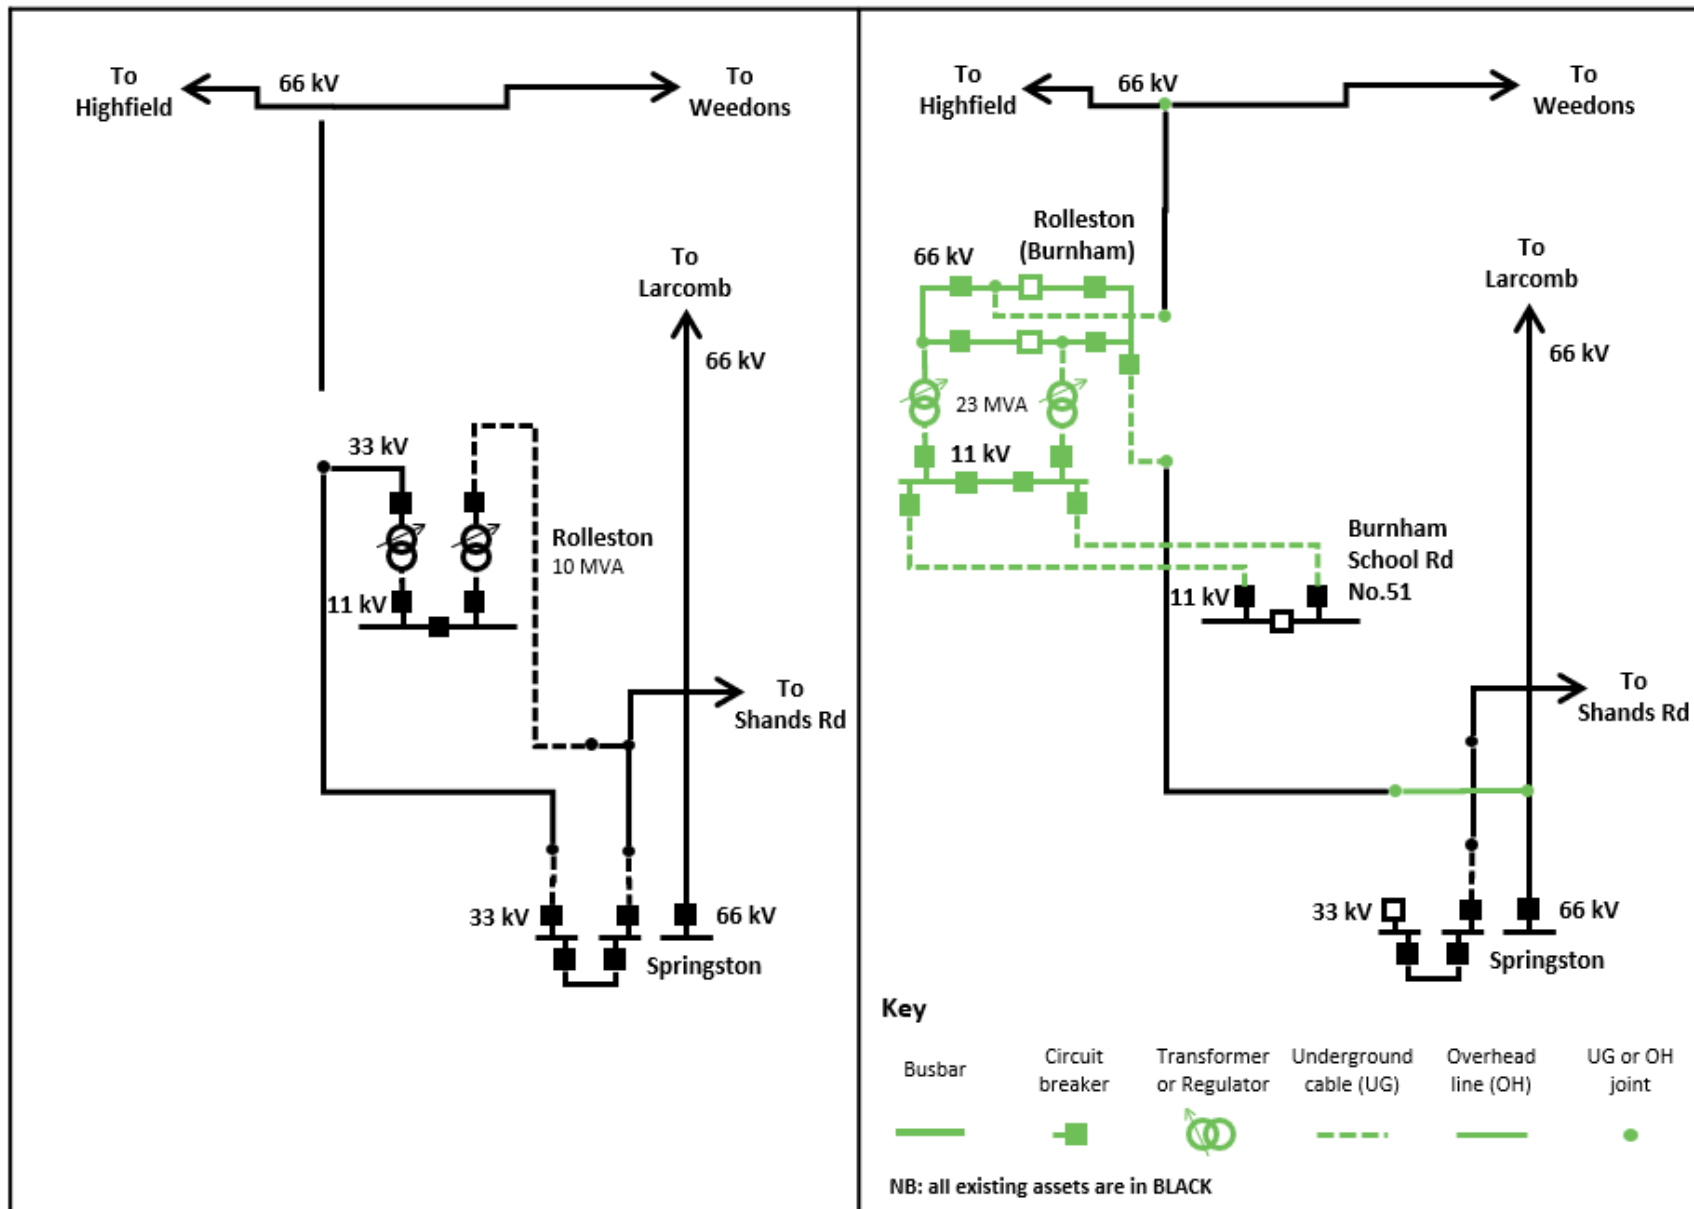 To
Highfield
66 kV
To
Weedons
To
Larcomb
66 kV
33 kV
Rolleston
10 MVA
11 kV
To
Shands Rd
33 kV
66 kV
Springston
To
Highfield
66 kV
To
Weedons
Rolleston
(Burnham)
66 kV
To
Larcomb
66 kV
23 MVA
11 kV
Burnham
School Rd
No.51
11 kV
To
Shands Rd
33 kV
66 kV
Springston
Key
Busbar
Circuit
breaker
Transformer
or Regulator
Underground
cable (UG)
Overhead
line (OH)
UG or OH
joint
NB: all existing assets are in BLACK